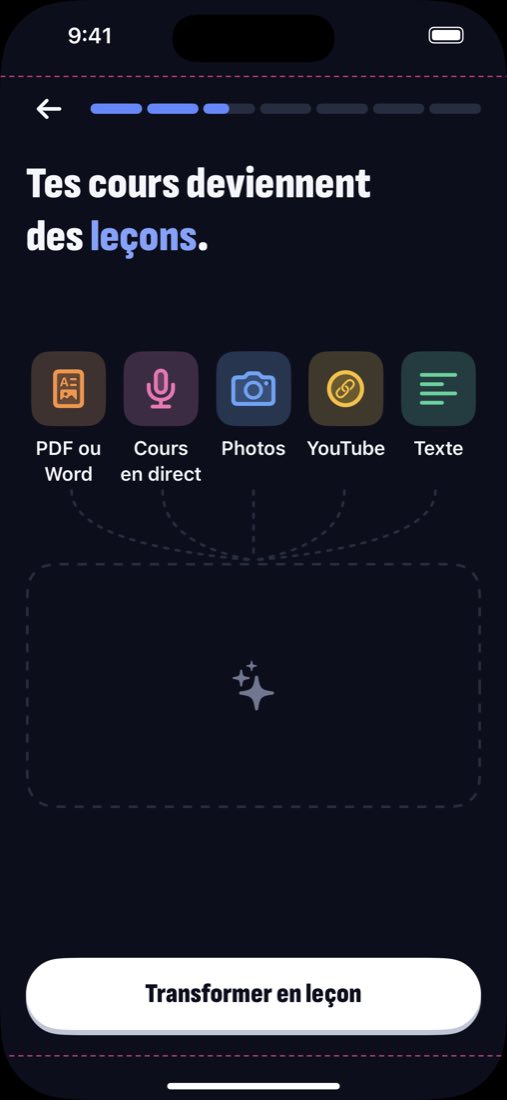 9:41
Tes cours deviennent
des leçons.
PDF ou
Word
Cours
en direct
Photos
YouTube
Texte
Transformer en leçon